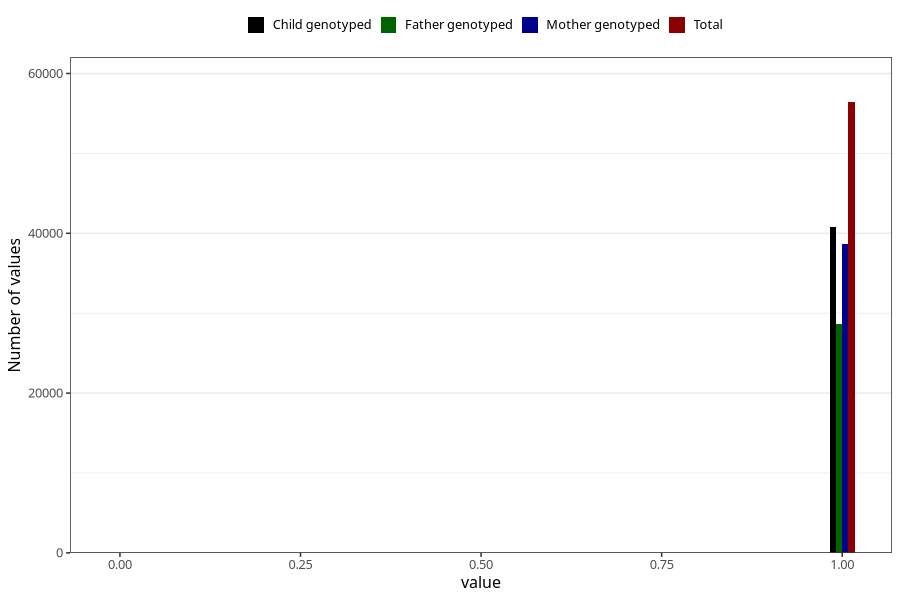 Child genotyped Father genotyped Mother genotyped Total
60000
40000
20000
0
Number of values
0.00 0.25 0.50 0.75 1.00
value